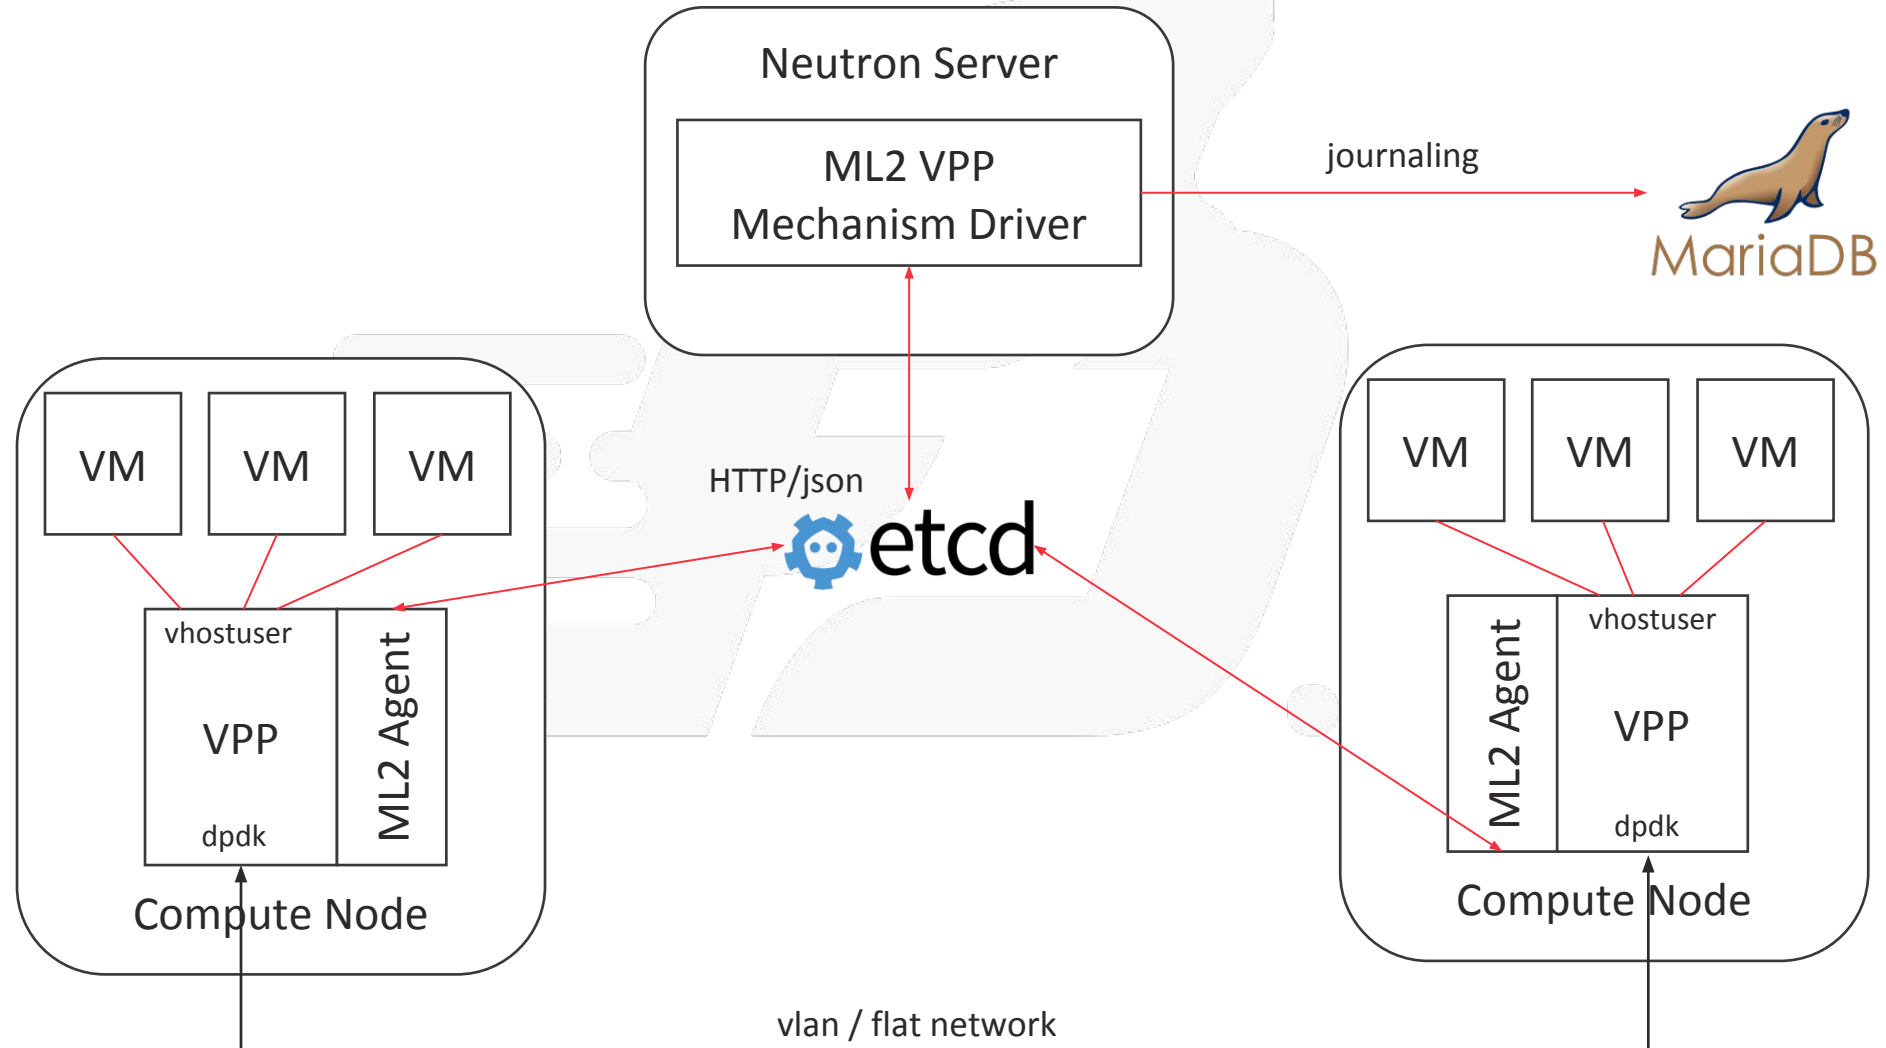 Neutron Server
ML2 VPP
Mechanism Driver
journaling
MariaDB
HTTP/json
etcd
VM
VM
VM
vhostuser
VPP
dpdk
ML2 Agent
Compute Node
VM
VM
VM
ML2 Agent
vhostuser
VPP
dpdk
Compute Node
vlan / flat network